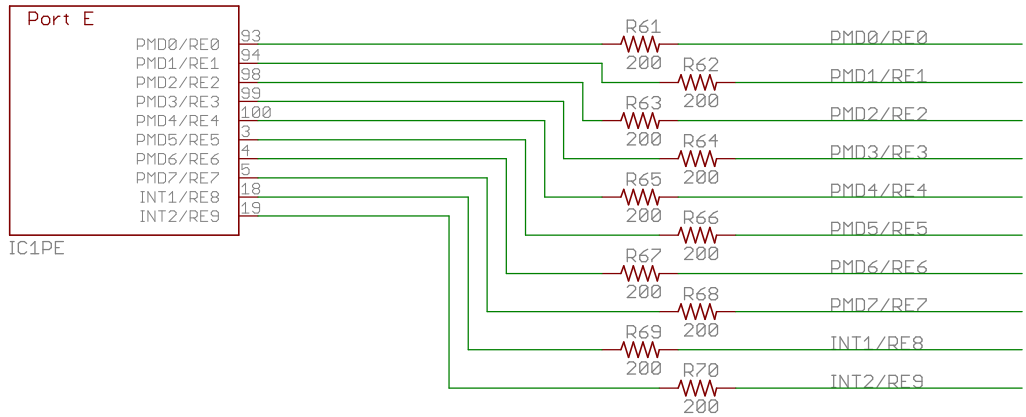 Port E
PMD0/RE0 93 R61 PMD0/RE0
200
PMD1/RE1 94 R62 PMD1/RE1
200
PMD2/RE2 98 R63 PMD2/RE2
200
PMD3/RE3 99 R64 PMD3/RE3
200
PMD4/RE4 100 R65 PMD4/RE4
200
PMD5/RE5 3 R66 PMD5/RE5
200
PMD6/RE6 4 R67 PMD6/RE6
200
PMD7/RE7 5 R68 PMD7/RE7
200
INT1/RE8 18 R69 INT1/RE8
200
INT2/RE9 19 R70 INT2/RE9
200
IC1PE